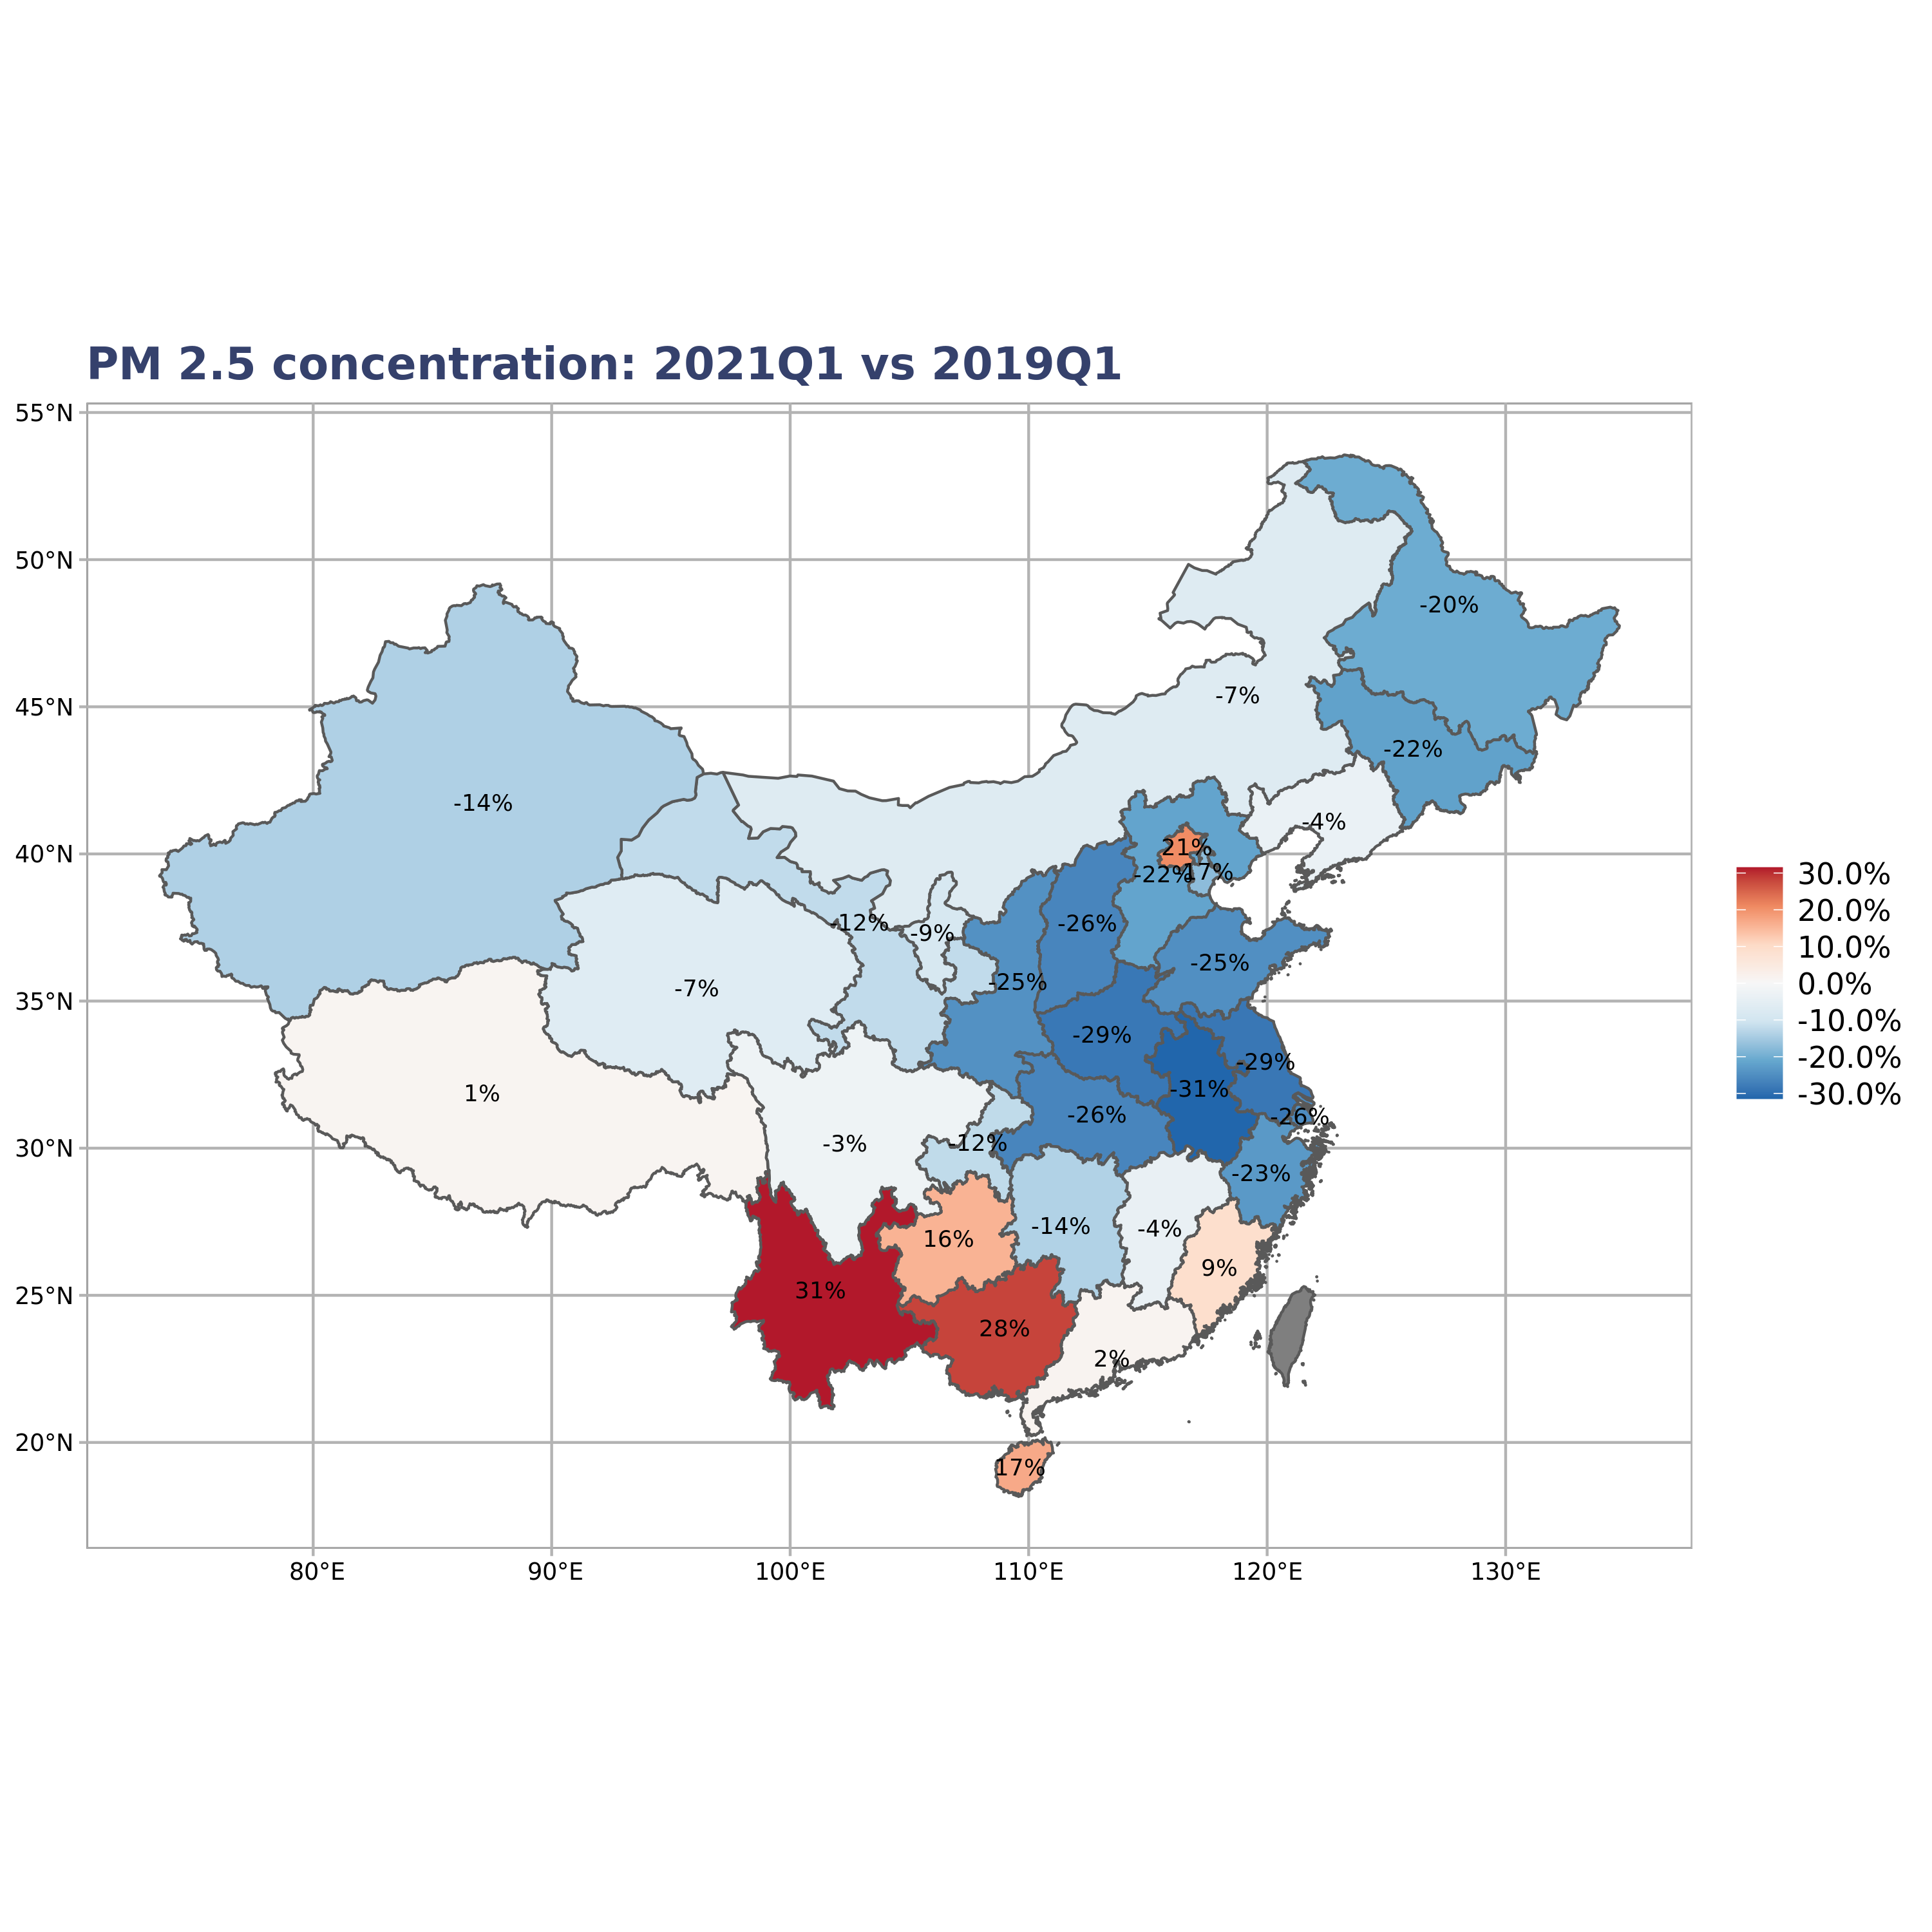 PM 2.5 concentration: 2021Q1 vs 2019Q1
55°N
50°N
45°N
40°N
35°N
30°N
25°N
20°N
-20%
-7%
-22%
-14%
-4%
21%
-22%
-17%
-12%
-9%
-26%
-25%
-25%
-7%
-29%
-29%
-31%
1%
-26%
-26%
-3%
-12%
-23%
-14%
-4%
16%
9%
31%
28%
2%
17%
80°E
90°E
100°E
110°E
120°E
130°E
30.0%
20.0%
10.0%
0.0%
-10.0%
-20.0%
-30.0%